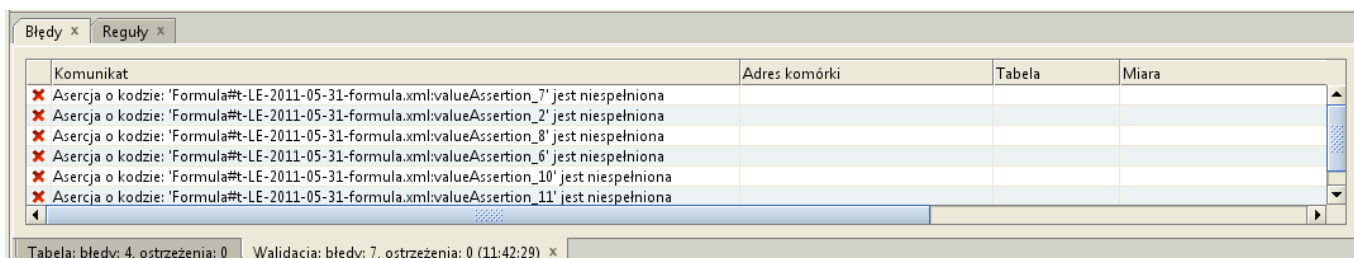 Błędy x Reguły x
Komunikat Adres komórki Tabela Miara
Asercja o kodzie: 'Formula#t-LE-2011-05-31-formula.xml:valueAssertion_7' jest niespełniona
Asercja o kodzie: 'Formula#t-LE-2011-05-31-formula.xml:valueAssertion_2' jest niespełniona
Asercja o kodzie: 'Formula#t-LE-2011-05-31-formula.xml:valueAssertion_8' jest niespełniona
Asercja o kodzie: 'Formula#t-LE-2011-05-31-formula.xml:valueAssertion_6' jest niespełniona
Asercja o kodzie: 'Formula#t-LE-2011-05-31-formula.xml:valueAssertion_10' jest niespełniona
Asercja o kodzie: 'Formula#t-LE-2011-05-31-formula.xml:valueAssertion_11' jest niespełniona
Tabela: błędy: 4, ostrzeżenia: 0 Walidacja: błędy: 7, ostrzeżenia: 0 (11:42:29) x